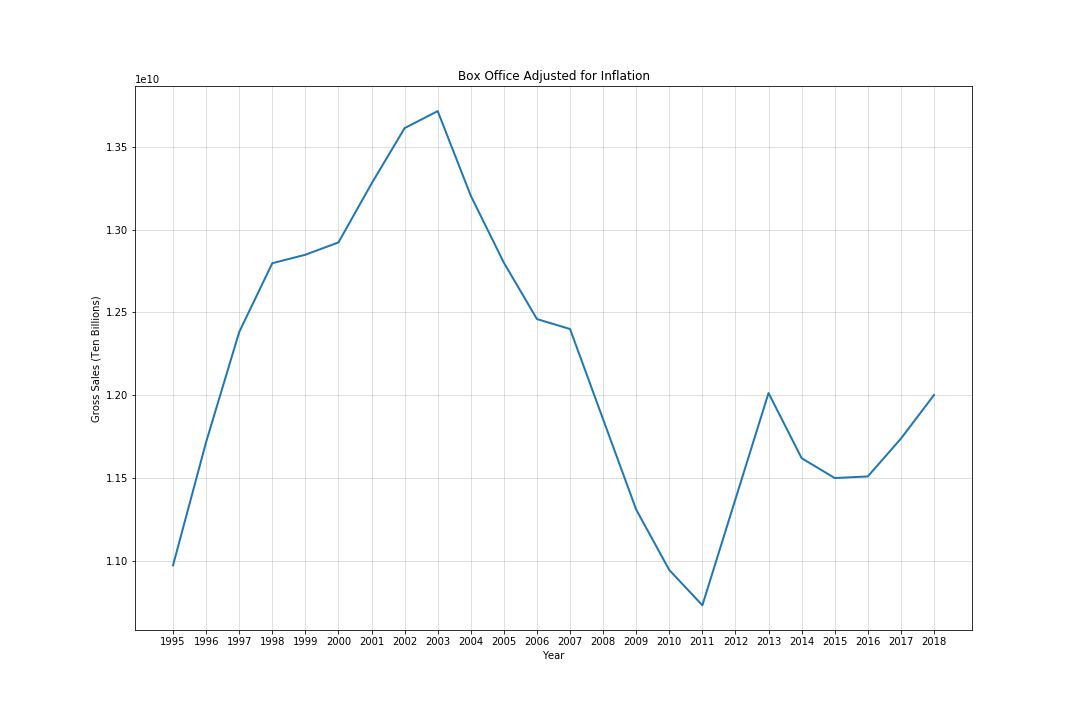 Box Office Adjusted for Inflation
1e10
1.35
1.30
1.25
1.20
1.15
1.10
Gross Sales (Ten Billions)
1995 1996 1997 1998 1999 2000 2001 2002 2003 2004 2005 2006 2007 2008 2009 2010 2011 2012 2013 2014 2015 2016 2017 2018
Year